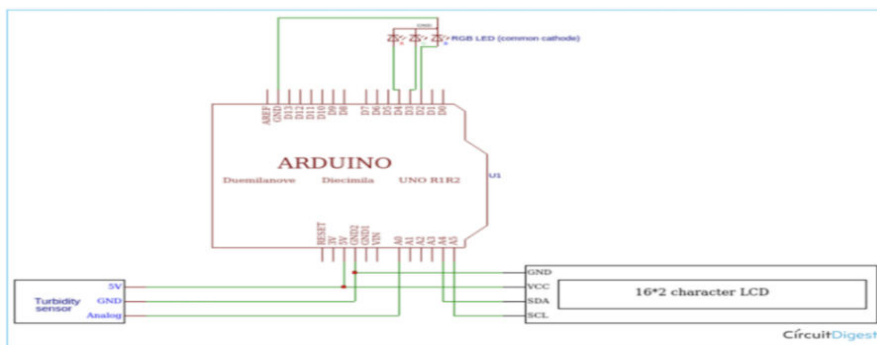 RGB LED (common cathode)
AREF
GND
D13
D12
D11
D10
D9
D8
D7
D6
D5
D4
D3
D2
D1
D0
ARDUINO
Duemilanove Diecimila UNO R1R2
U1
RESET
3V
5V
GND2
GND1
VIN
A0
A1
A2
A3
A4
A5
5V
GND
Analog
Turbidity
sensor
GND
VCC
SDA
SCL
16*2 character LCD
CircuitDigest